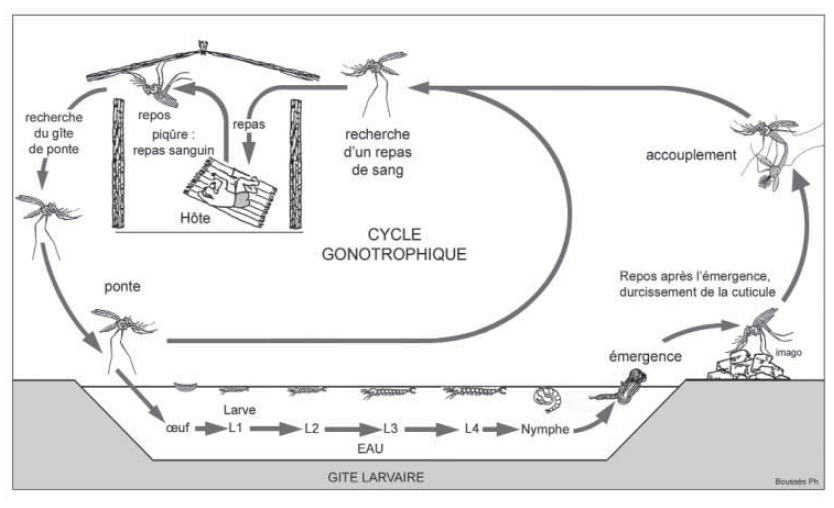 recherche
du gîte
de ponte
repos
piqûre :
repas sanguin
repas
Hôte
recherche
d'un repas
de sang
accouplement
CYCLE
GONOTROPHIQUE
ponte
Repos après l'émergence,
durcissement de la cuticule
imago
émergence
Larve
œuf
L1
L2
L3
L4
Nymphe
EAU
GITE LARVAIRE
Boussès Ph.